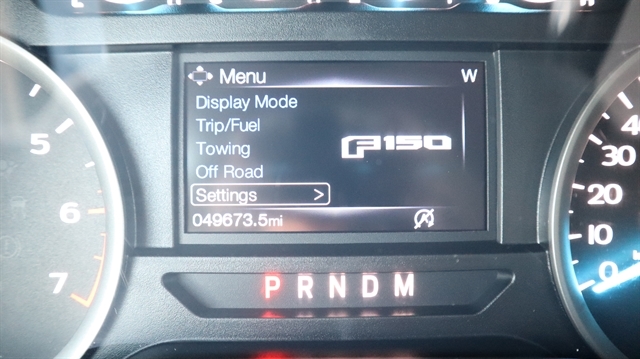 Menu W
Display Mode
Trip/Fuel
Towing
F150
Off Road
Settings >
049673.5mi
P R N D M
5
6
7
40
30
20
10
0